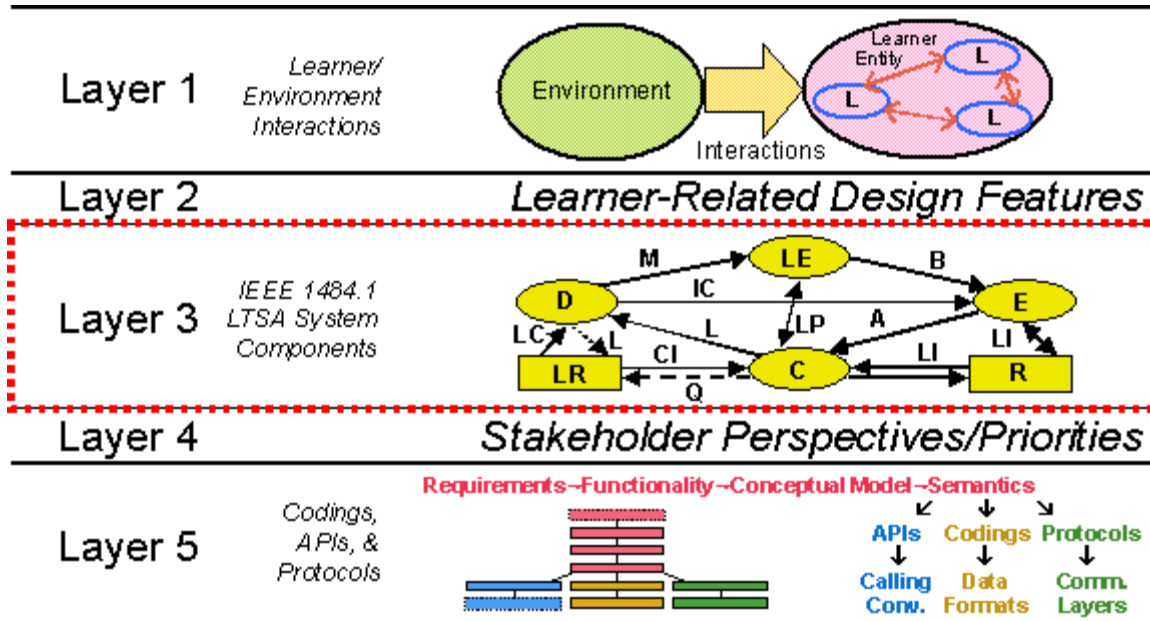 Layer 1
Learner/
Environment
Interactions
Environment
Interactions
Learner
Entity
L
L
L
Layer 2
Learner-Related Design Features
Layer 3
IEEE 1484.1
LTSA System
Components
M
LE
B
D
IC
E
LC
L
L
LP
A
LI
CI
LI
LR
C
R
Q
Layer 4
Stakeholder Perspectives/Priorities
Layer 5
Codings,
APIs, &
Protocols
Requirements–Functionality–Conceptual Model–Semantics
APIs Codings Protocols
Calling Data Comm.
Conv. Formats Layers